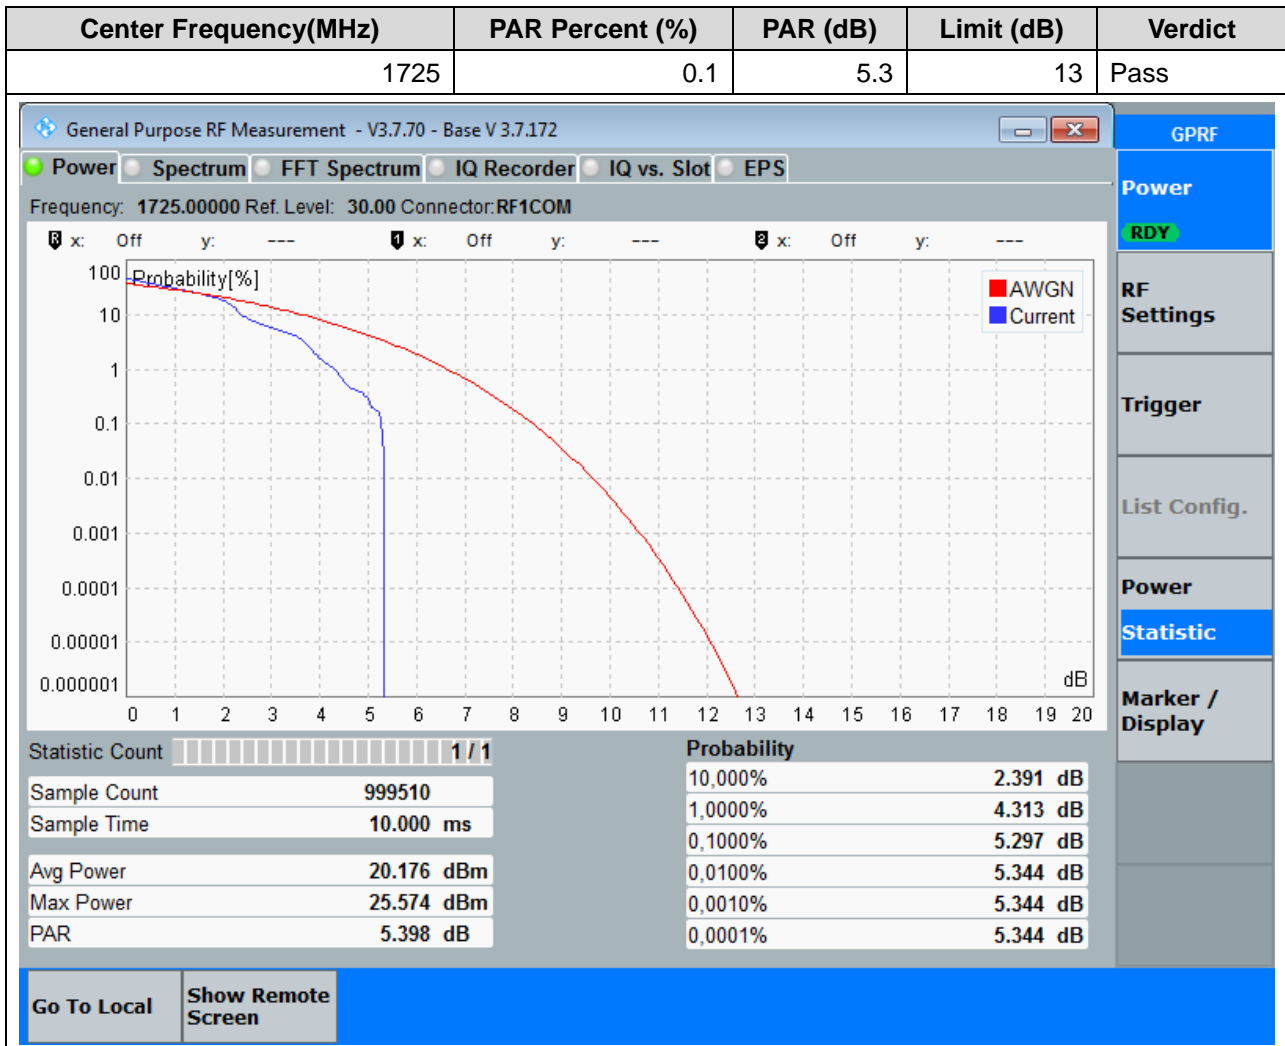 Center Frequency(MHz) PAR Percent (%) PAR (dB) Limit (dB) Verdict
1725 0.1 5.3 13 Pass
General Purpose RF Measurement - V3.7.70 - Base V 3.7.172
GPRF
Power Spectrum FFT Spectrum IQ Recorder IQ vs. Slot EPS
Frequency: 1725.00000 Ref. Level: 30.00 Connector: RF1COM
R x: Off y: --- 1 x: Off y: --- 2 x: Off y: ---
Probability[%]
AWGN
Current
100
10
1
0.1
0.01
0.001
0.0001
0.00001
0.000001
dB
0 1 2 3 4 5 6 7 8 9 10 11 12 13 14 15 16 17 18 19 20
Statistic Count 1 / 1
Sample Count 999510
Sample Time 10.000 ms
Avg Power 20.176 dBm
Max Power 25.574 dBm
PAR 5.398 dB
Probability
10,000% 2.391 dB
1,0000% 4.313 dB
0,1000% 5.297 dB
0,0100% 5.344 dB
0,0010% 5.344 dB
0,0001% 5.344 dB
Power
RDY
RF
Settings
Trigger
List Config.
Power
Statistic
Marker /
Display
Go To Local
Show Remote
Screen